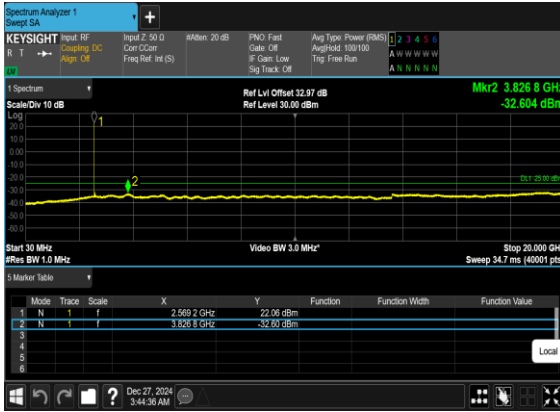 Spectrum Analyzer 1
Swept SA
+
KEYSIGHT Input: RF Input Z: 50 Ω #Atten: 20 dB PNO: Fast Avg Type: Power (RMS) 1 2 3 4 5 6
R T Coupling: DC Corr CCorr Gate: Off Avg|Hold: 100/100 A W W W W W
Align: Off Freq Ref: Int (S) IF Gain: Low Trig: Free Run
Sig Track: Off A N N N N N
1 Spectrum Ref Lvl Offset 32.97 dB Mkr2 3.826 8 GHz
Scale/Div 10 dB Ref Level 30.00 dBm -32.604 dBm
Log
1
20.0
10.0
0.00
-10.0
2
-20.0
DL1 -25.00 dBm
-30.0
-40.0
-50.0
-60.0
Start 30 MHz Video BW 3.0 MHz* Stop 20.000 GHz
#Res BW 1.0 MHz Sweep 34.7 ms (40001 pts)
5 Marker Table
Mode Trace Scale X Y Function Function Width Function Value
1 N 1 f 2.569 2 GHz 22.06 dBm
2 N 1 f 3.826 8 GHz -32.60 dBm
3
4
5
6
Local
? Dec 27, 2024
3:44:36 AM